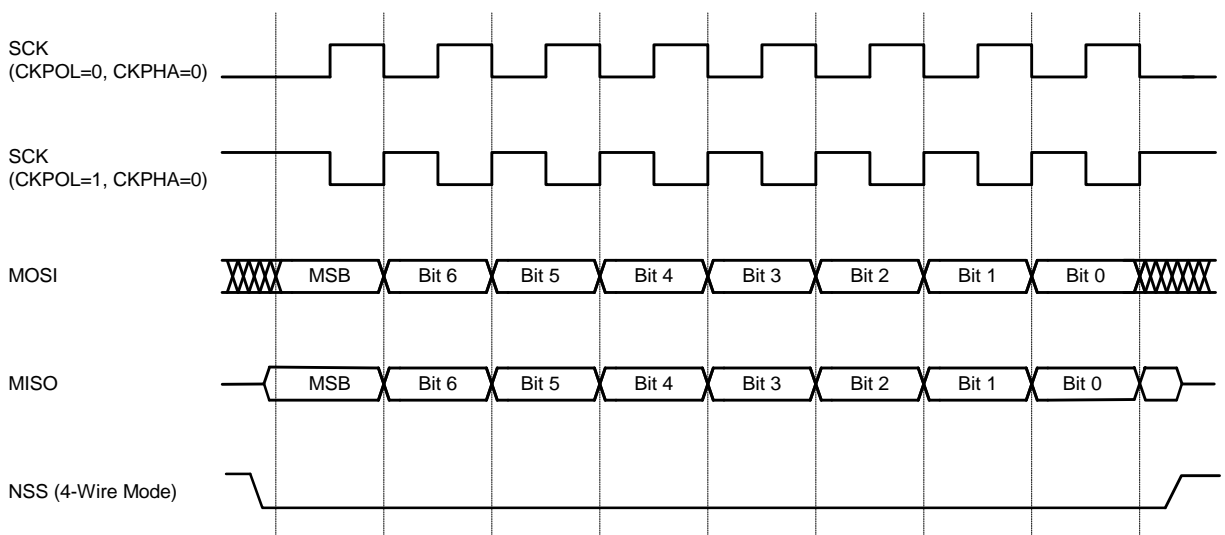 SCK
(CKPOL=0, CKPHA=0)
SCK
(CKPOL=1, CKPHA=0)
MOSI MSB Bit 6 Bit 5 Bit 4 Bit 3 Bit 2 Bit 1 Bit 0
MISO MSB Bit 6 Bit 5 Bit 4 Bit 3 Bit 2 Bit 1 Bit 0
NSS (4-Wire Mode)